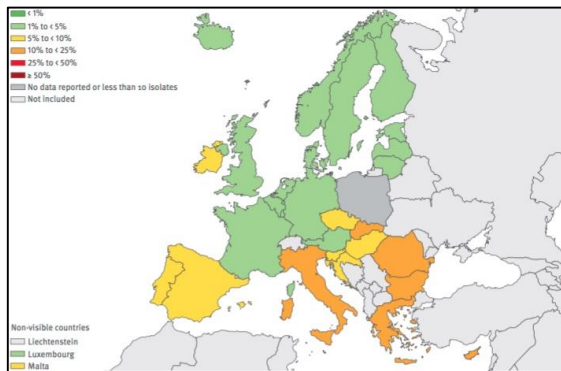 < 1%
1% to < 5%
5% to < 10%
10% to < 25%
25% to < 50%
≥ 50%
No data reported or less than 10 isolates
Not included
Non-visible countries
Liechtenstein
Luxembourg
Malta